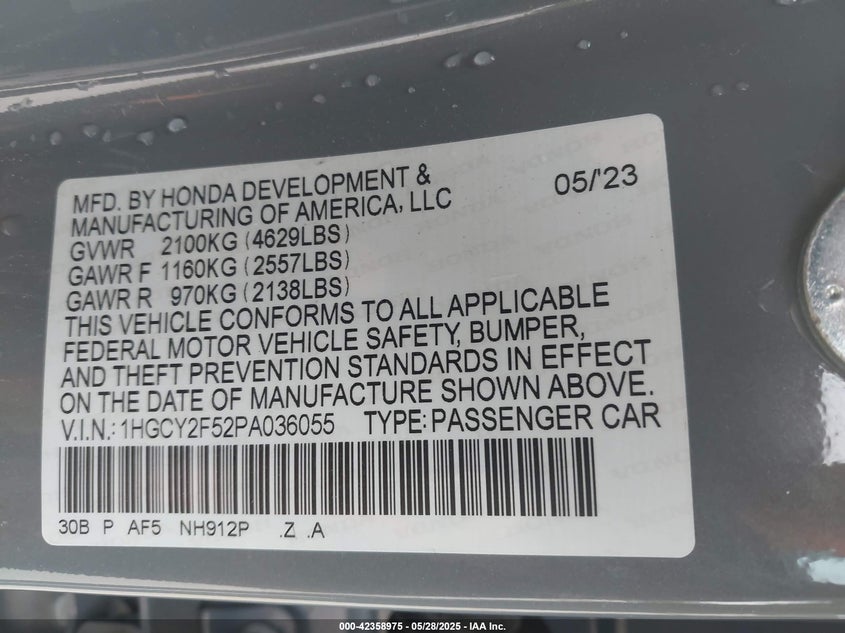 MFD. BY HONDA DEVELOPMENT &
MANUFACTURING OF AMERICA, LLC
05/'23
GVWR 2100KG (4629LBS)
GAWR F 1160KG (2557LBS)
GAWR R 970KG (2138LBS)
THIS VEHICLE CONFORMS TO ALL APPLICABLE
FEDERAL MOTOR VEHICLE SAFETY, BUMPER,
AND THEFT PREVENTION STANDARDS IN EFFECT
ON THE DATE OF MANUFACTURE SHOWN ABOVE.
V.I.N.: 1HGCY2F52PA036055 TYPE: PASSENGER CAR
30B P AF5 NH912P .Z .A
000-42358975 - 05/28/2025 - IAA Inc.